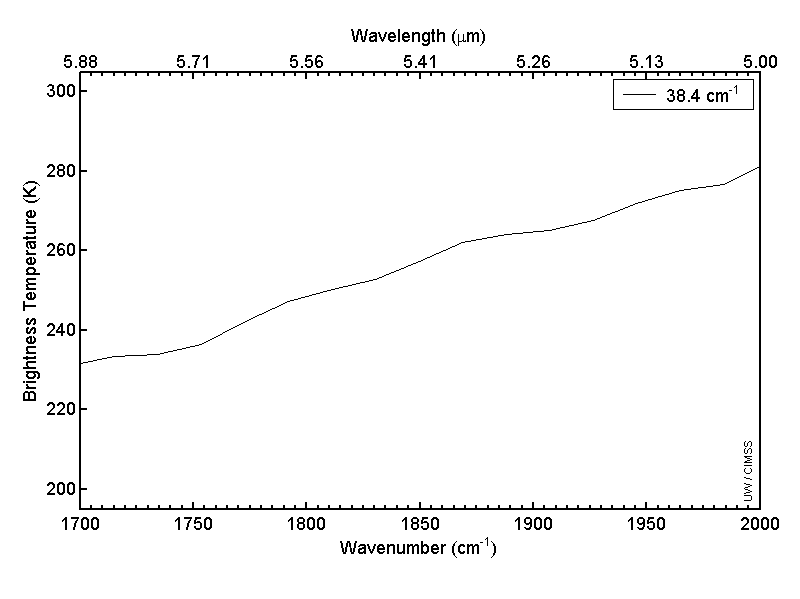 Wavelength (μm)
5.88 5.71 5.56 5.41 5.26 5.13 5.00
38.4 cm⁻¹
300
280
260
240
220
200
Brightness Temperature (K)
UW / CIMSS
1700 1750 1800 1850 1900 1950 2000
Wavenumber (cm⁻¹)